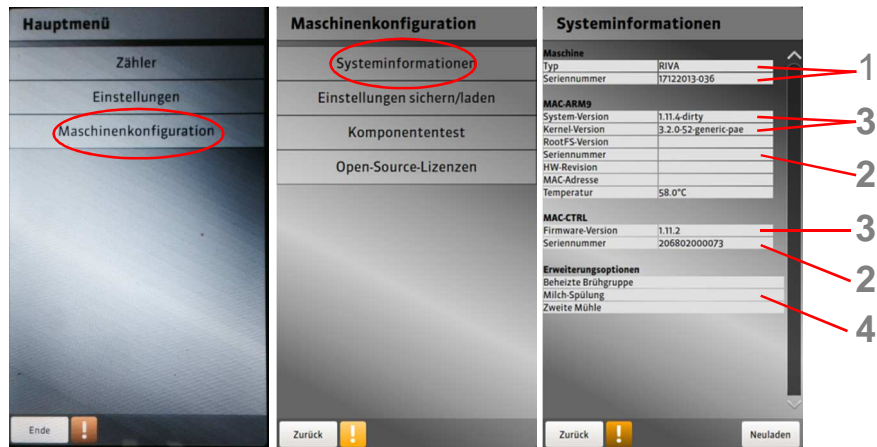 Hauptmenü
Zähler
Einstellungen
Maschinenkonfiguration
Ende !
Maschinenkonfiguration
Systeminformationen
Einstellungen sichern/laden
Komponententest
Open-Source-Lizenzen
Zurück !
Systeminformationen
Maschine
Typ RIVA 1
Seriennummer 17122013-036
MAC-ARM9
System-Version 1.11.4-dirty
Kernel-Version 3.2.0-52-generic-pae 3
RootFS-Version
Seriennummer 2
HW-Revision
MAC-Adresse
Temperatur 58.0°C
MAC-CTRL
Firmware-Version 1.11.2 3
Seriennummer 206802000073 2
Erweiterungsoptionen
Beheizte Brühgruppe
Milch-Spülung 4
Zweite Mühle
Zurück ! Neuladen